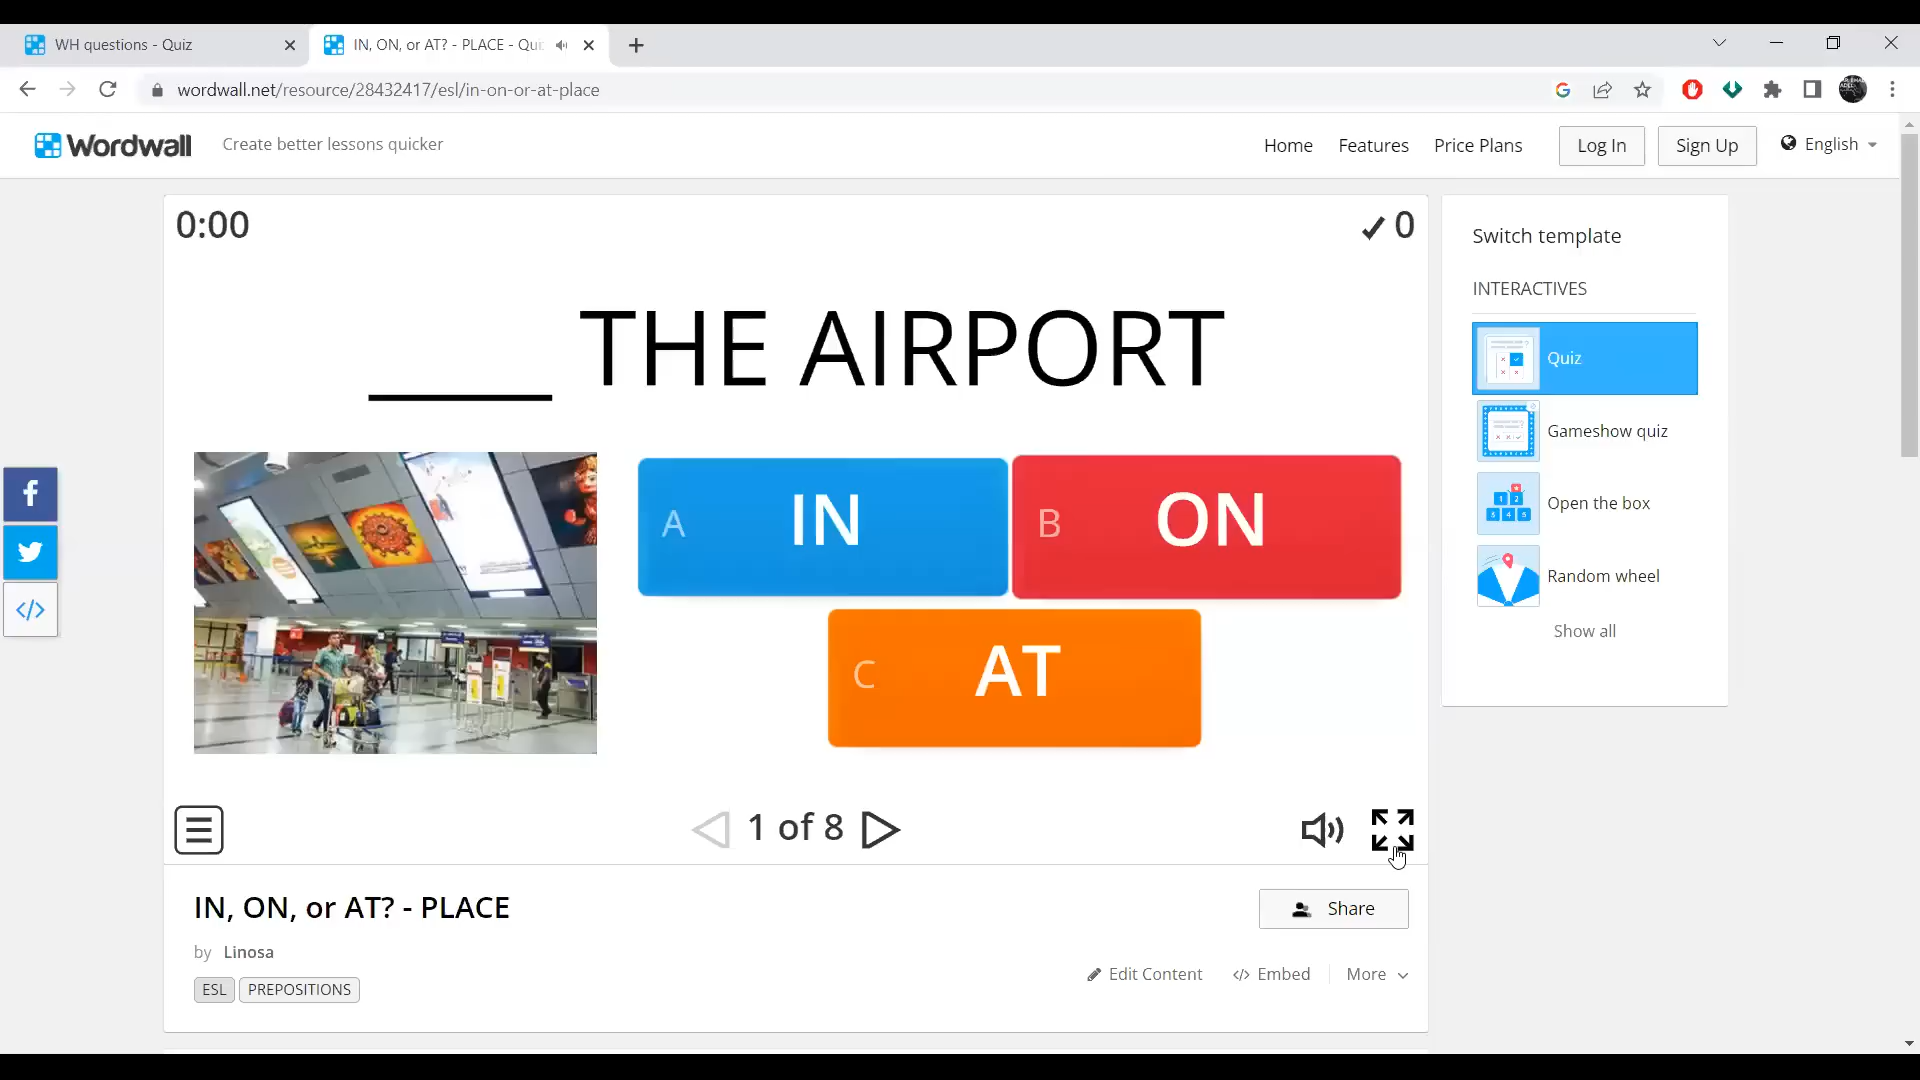 WH questions - Quiz
IN, ON, or AT? - PLACE - Qui
wordwall.net/resource/28432417/esl/in-on-or-at-place
Wordwall
Create better lessons quicker
Home
Features
Price Plans
Log In
Sign Up
English
0:00
0
____ THE AIRPORT
A IN
B ON
C AT
1 of 8
Switch template
INTERACTIVES
Quiz
Gameshow quiz
Open the box
Random wheel
Show all
IN, ON, or AT? - PLACE
Share
by Linosa
Edit Content
</> Embed
More
ESL
PREPOSITIONS